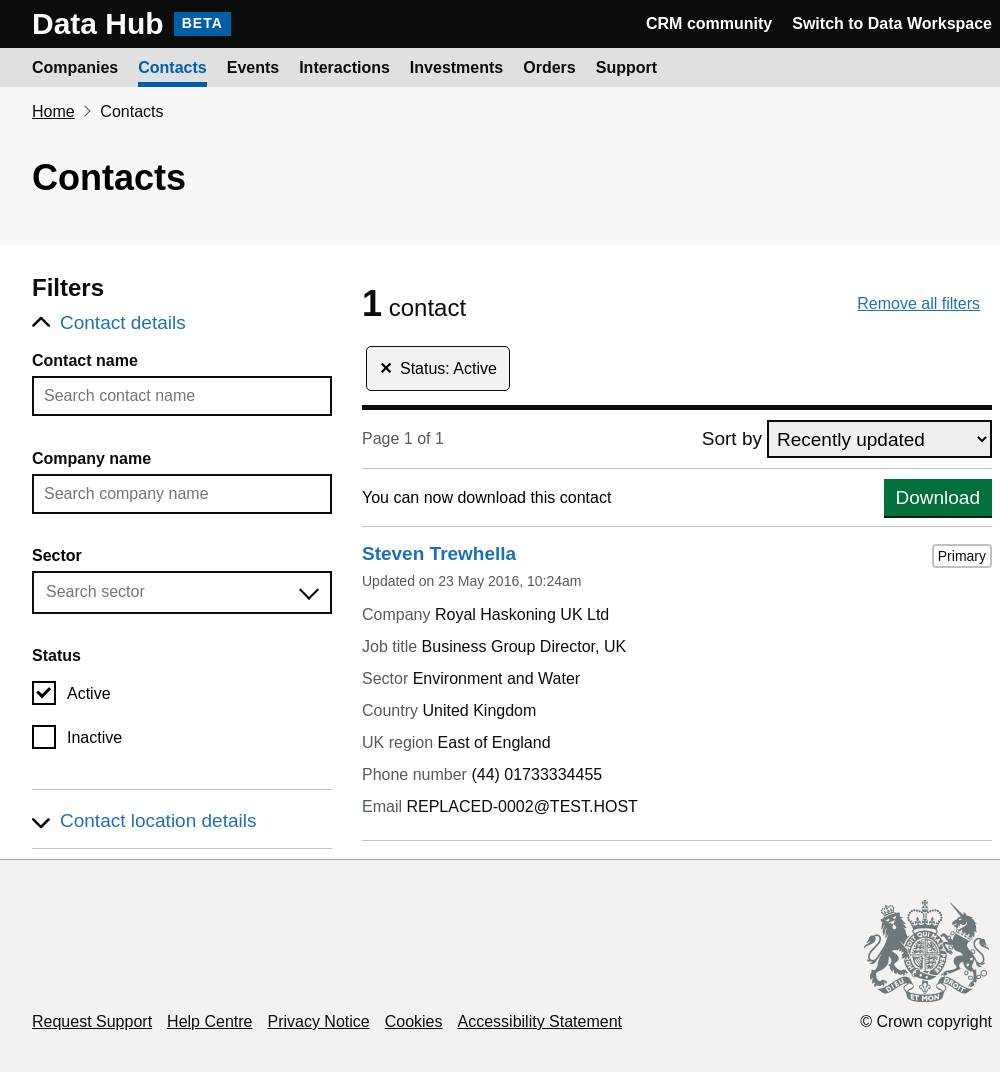 Data Hub BETA CRM community Switch to Data Workspace
Companies Contacts Events Interactions Investments Orders Support
Home Contacts
Contacts
Filters
Contact details
Contact name
Search contact name
Company name
Search company name
Sector
Search sector
Status
Active
Inactive
Contact location details
1 contact
Remove all filters
✕ Status: Active
Page 1 of 1
Sort by Recently updated
You can now download this contact
Download
Steven Trewhella
Primary
Updated on 23 May 2016, 10:24am
Company Royal Haskoning UK Ltd
Job title Business Group Director, UK
Sector Environment and Water
Country United Kingdom
UK region East of England
Phone number (44) 01733334455
Email REPLACED-0002@TEST.HOST
DIEU ET MON DROIT
Request Support Help Centre Privacy Notice Cookies Accessibility Statement
© Crown copyright